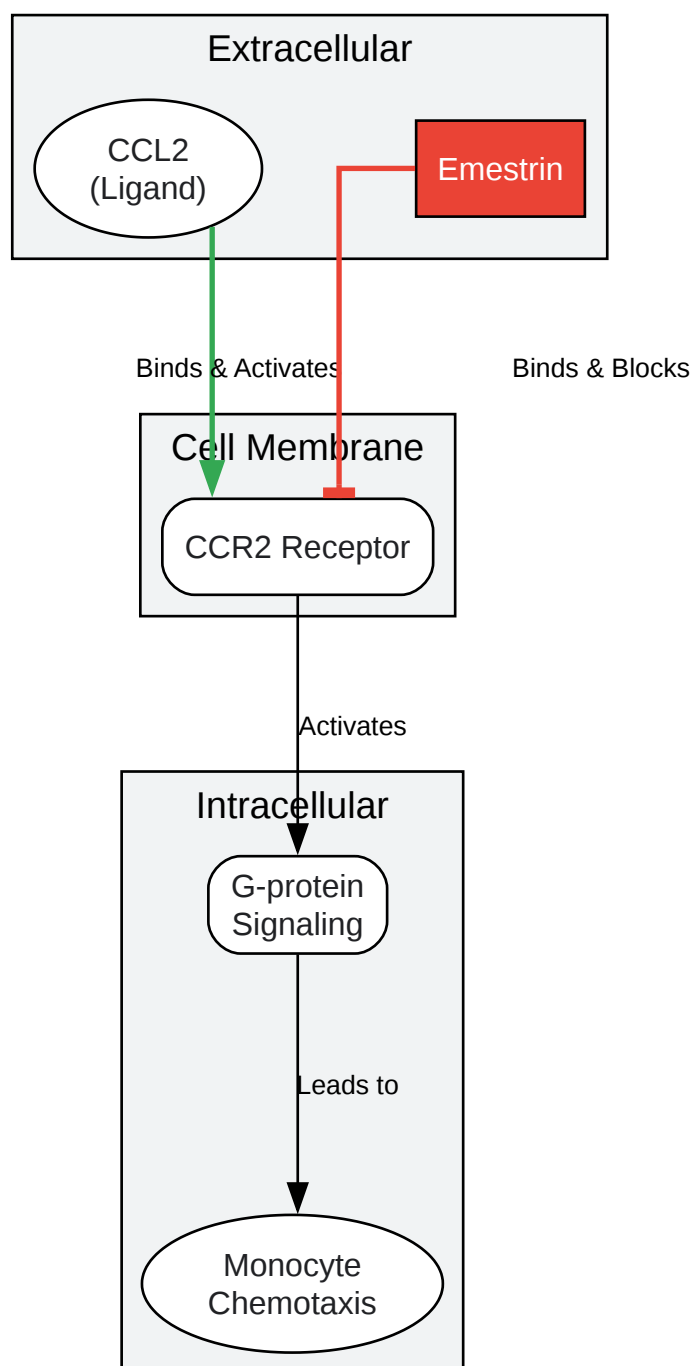 Extracellular
CCL2
(Ligand)
Emestrin
Binds & Activates
Binds & Blocks
Cell Membrane
CCR2 Receptor
Activates
Intracellular
G-protein
Signaling
Leads to
Monocyte
Chemotaxis